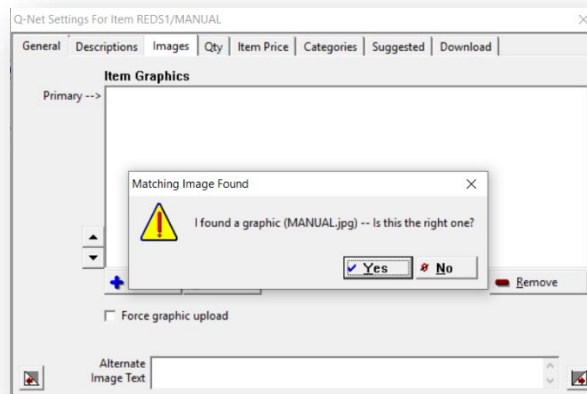 Q-Net Settings For Item REDS1/MANUAL
General Descriptions Images Qty Item Price Categories Suggested Download
Item Graphics
Primary -->
Matching Image Found
I found a graphic (MANUAL.jpg) -- Is this the right one?
Yes No
Remove
Force graphic upload
Alternate
Image Text